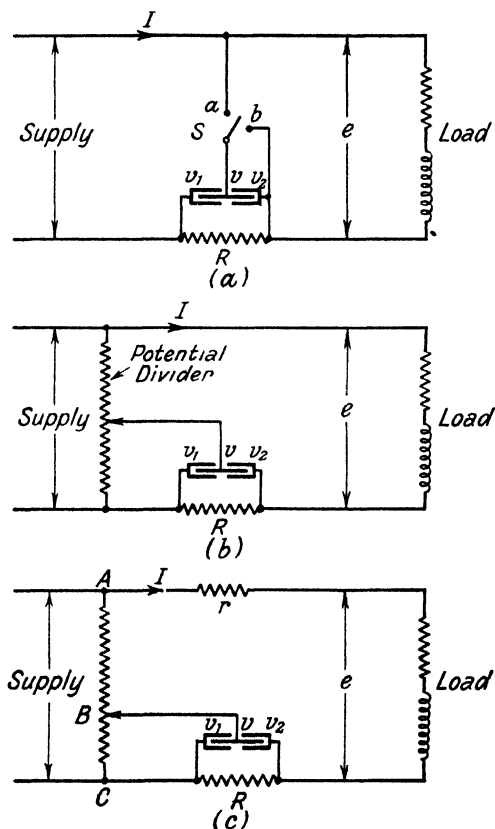 I
a
b
S
Supply
e
Load
v₁ v v₂
R
(a)
I
Potential
Divider
Supply
e
Load
v₁ v v₂
R
(b)
A I
r
Supply
e
Load
B
v₁ v v₂
C
R
(c)